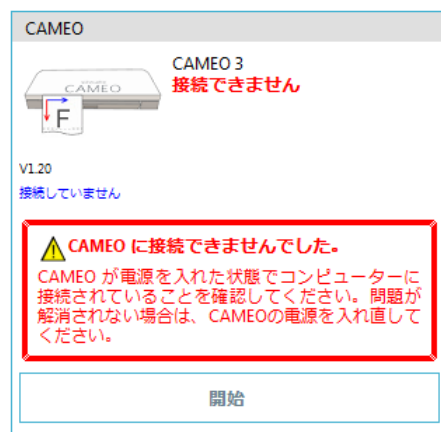 CAMEO
CAMEO 3
接続できません
CAMEO
F
V1.20
接続していません
CAMEO に接続できませんでした。
CAMEO が電源を入れた状態でコンピューターに
接続されていることを確認してください。問題が
解消されない場合は、CAMEOの電源を入れ直して
ください。
開始